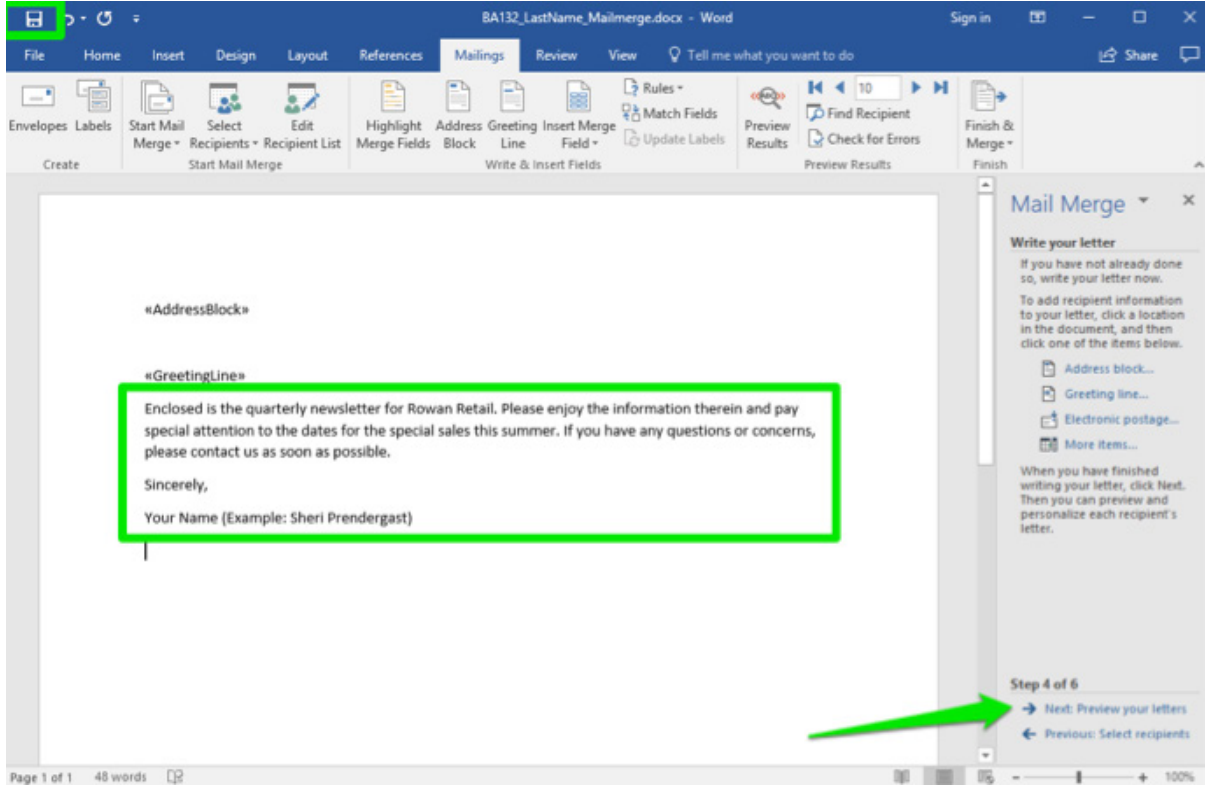 BA132_LastName_Mailmerge.docx - Word
Sign in
File Home Insert Design Layout References Mailings Review View Tell me what you want to do Share
Envelopes Labels
Create
Start Mail Merge
Select Recipients
Edit Recipient List
Start Mail Merge
Highlight Merge Fields
Address Block
Greeting Line
Insert Merge Field
Rules
Match Fields
Update Labels
Write & Insert Fields
ABC
Preview Results
10
Find Recipient
Check for Errors
Preview Results
Finish & Merge
Finish
«AddressBlock»
«GreetingLine»
Enclosed is the quarterly newsletter for Rowan Retail. Please enjoy the information therein and pay
special attention to the dates for the special sales this summer. If you have any questions or concerns,
please contact us as soon as possible.
Sincerely,
Your Name (Example: Sheri Prendergast)
Mail Merge
Write your letter
If you have not already done
so, write your letter now.
To add recipient information
to your letter, click a location
in the document, and then
click one of the items below.
Address block...
Greeting line...
Electronic postage...
More items...
When you have finished
writing your letter, click Next.
Then you can preview and
personalize each recipient's
letter.
Step 4 of 6
Next: Preview your letters
Previous: Select recipients
Page 1 of 1 48 words 100%